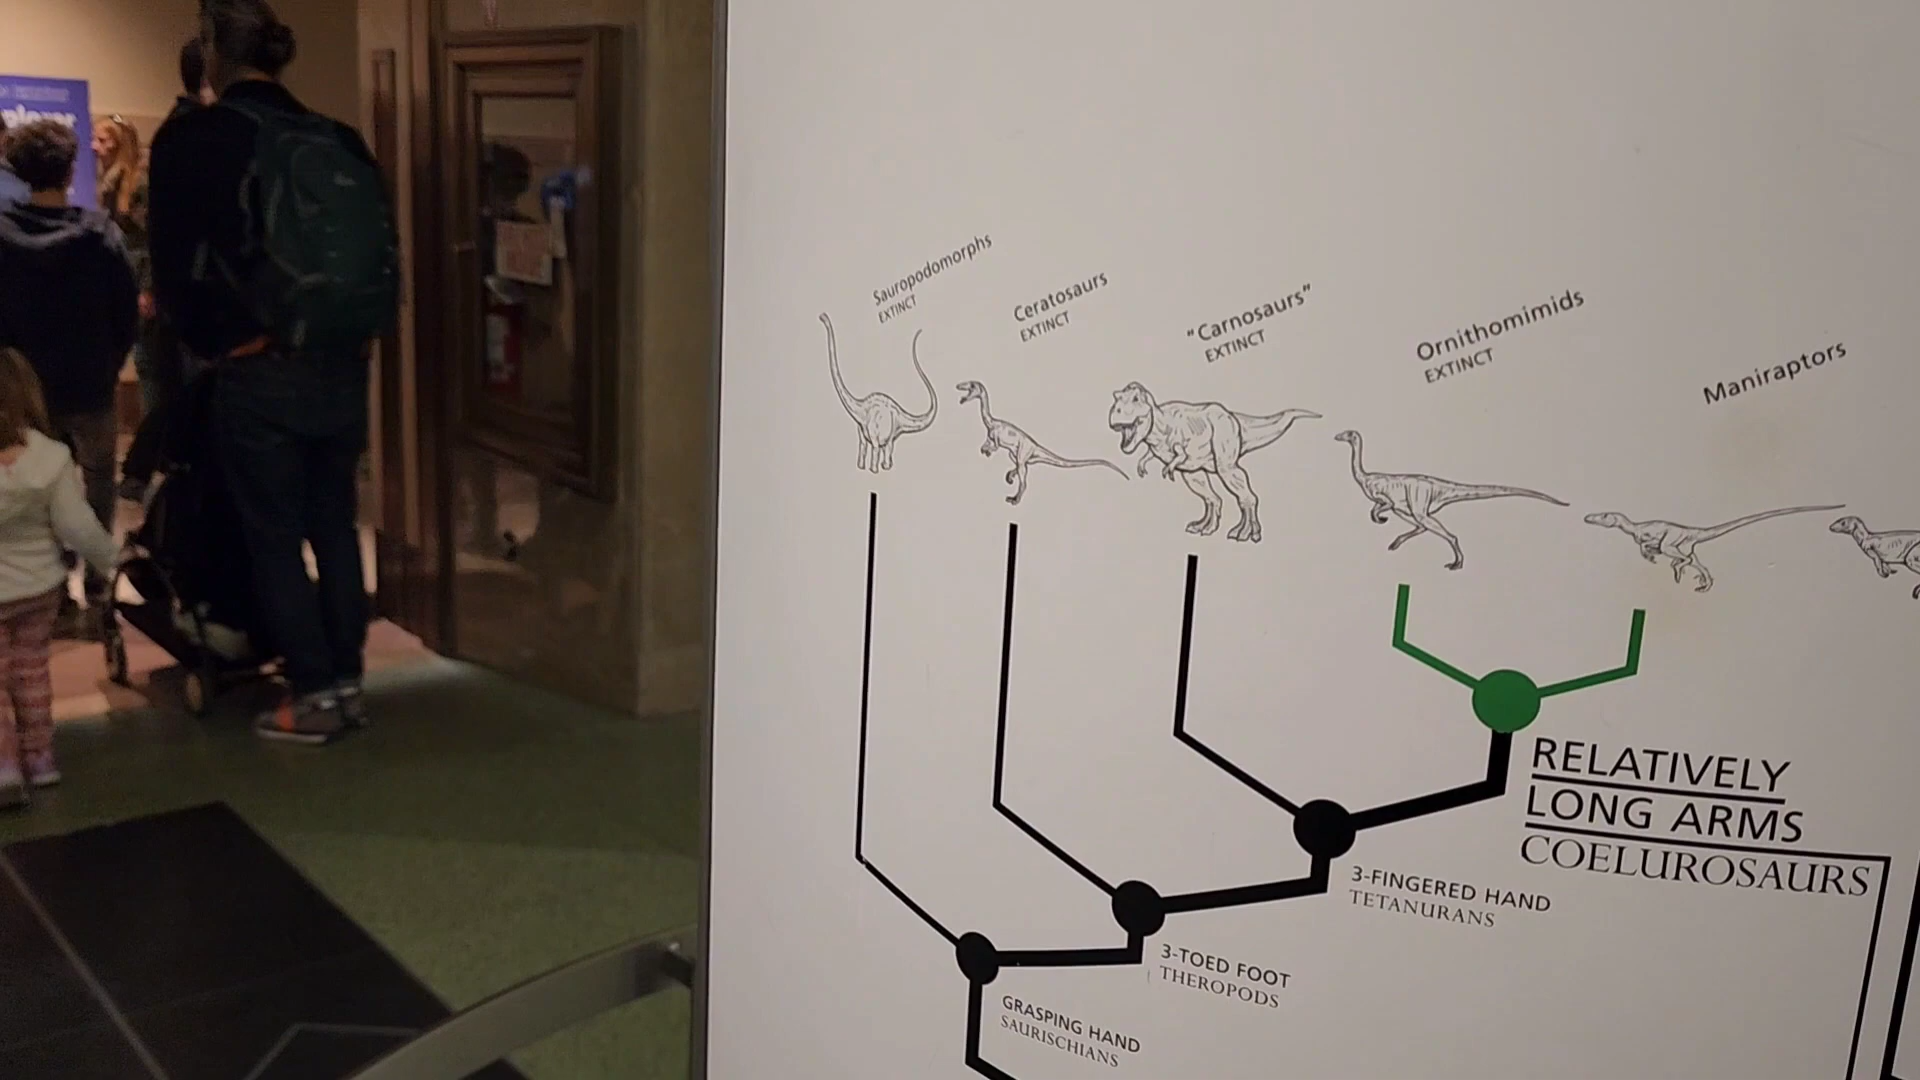 Sauropodomorphs
EXTINCT
Ceratosaurs
EXTINCT
"Carnosaurs"
EXTINCT
Ornithomimids
EXTINCT
Maniraptors
RELATIVELY
LONG ARMS
COELUROSAURS
3-FINGERED HAND
TETANURANS
3-TOED FOOT
THEROPODS
GRASPING HAND
SAURISCHIANS